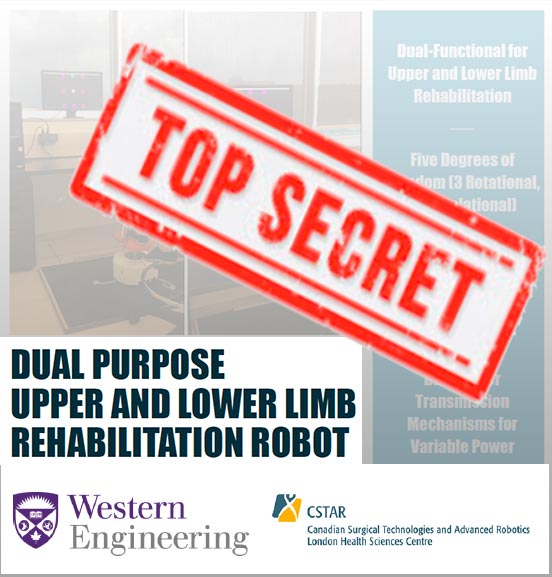 Dual-Functional for
Upper and Lower Limb
Rehabilitation
Five Degrees of
(3 Rotational,
TOP SECRET
Transmission
Mechanisms for
Variable Power
DUAL PURPOSE
UPPER AND LOWER LIMB
REHABILITATION ROBOT
Western
Engineering
CSTAR
Canadian Surgical Technologies and Advanced Robotics
London Health Sciences Centre